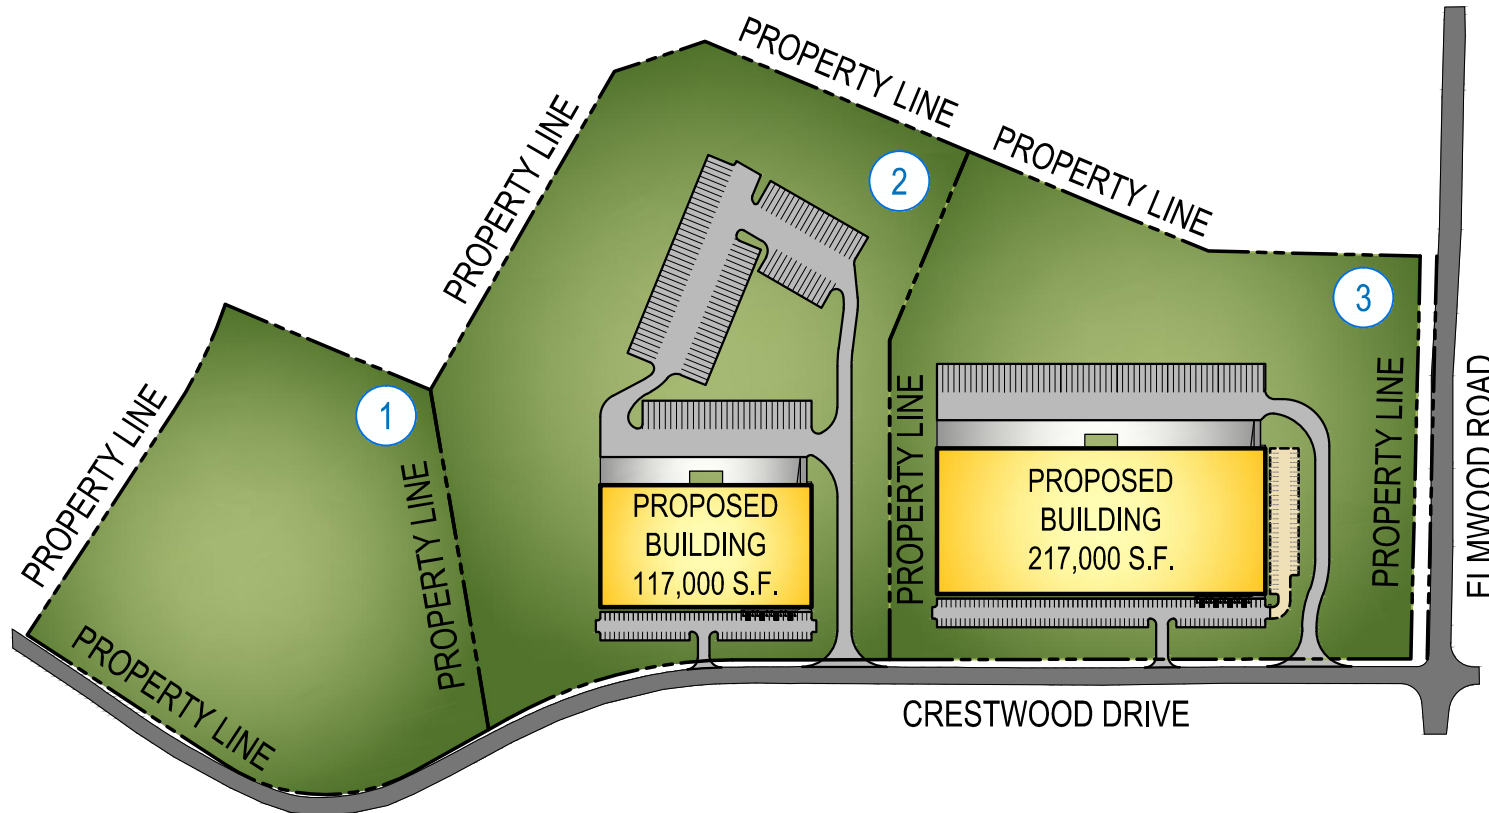 PROPERTY LINE
PROPERTY LINE
PROPERTY LINE
2
3
1
PROPERTY LINE
PROPERTY LINE
PROPERTY LINE
PROPERTY LINE
PROPERTY LINE
PROPOSED
BUILDING
117,000 S.F.
PROPOSED
BUILDING
217,000 S.F.
ELMWOOD ROAD
PROPERTY LINE
CRESTWOOD DRIVE